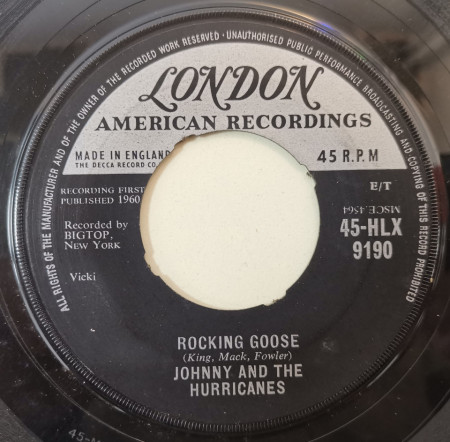 ALL RIGHTS OF THE MANUFACTURER AND OF THE OWNER OF THE RECORDED WORK RESERVED · UNAUTHORISED PUBLIC PERFORMANCE BROADCASTING AND COPYING OF THIS RECORD PROHIBITED
LONDON
AMERICAN RECORDINGS
MADE IN ENGLAND
THE DECCA RECORD CO.
45 R.P.M
RECORDING FIRST
PUBLISHED 1960
E/T
MSCE.4564
Recorded by
BIGTOP,
New York
45-HLX
9190
Vicki
ROCKING GOOSE
(King, Mack, Fowler)
JOHNNY AND THE
HURRICANES